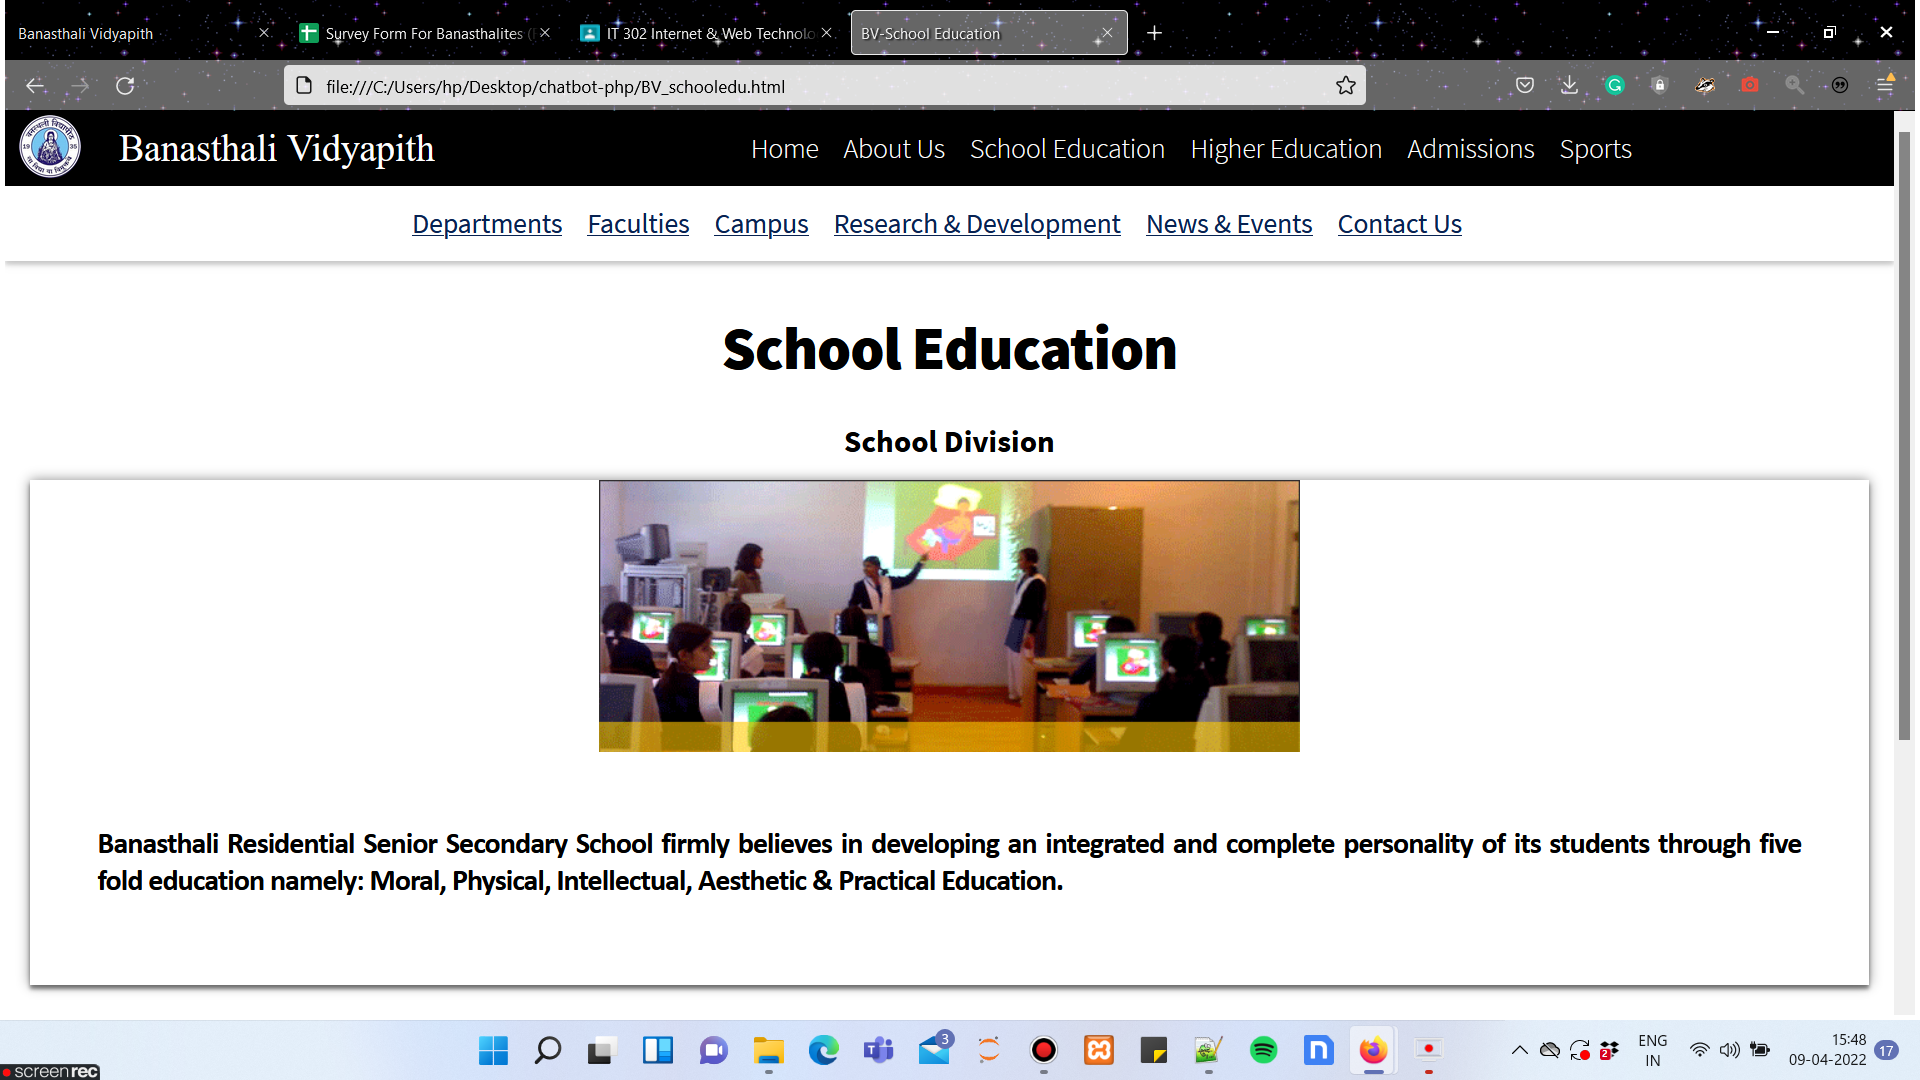 Banasthali Vidyapith
Survey Form For Banasthalites
IT 302 Internet & Web Technolo
BV-School Education
file:///C:/Users/hp/Desktop/chatbot-php/BV_schooledu.html
Banasthali Vidyapith
Home About Us School Education Higher Education Admissions Sports
Departments Faculties Campus Research & Development News & Events Contact Us
School Education
School Division
Banasthali Residential Senior Secondary School firmly believes in developing an integrated and complete personality of its students through five
fold education namely: Moral, Physical, Intellectual, Aesthetic & Practical Education.
3
2
ENG
IN
15:48
09-04-2022
17
screenrec